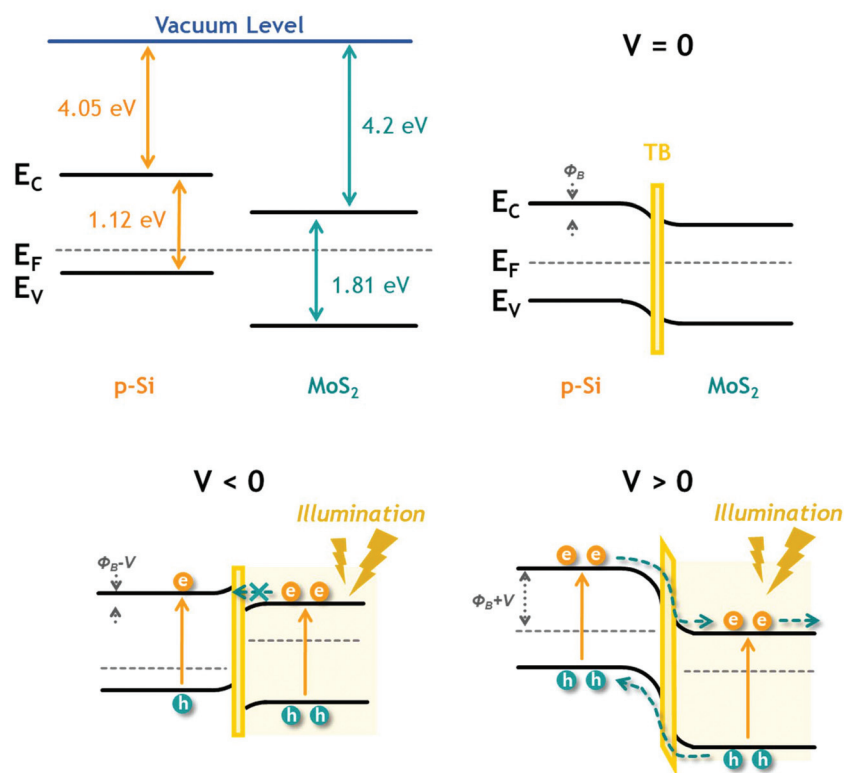 Vacuum Level
4.05 eV
4.2 eV
E_C
1.12 eV
E_F
E_V
1.81 eV
p-Si
MoS₂
V = 0
TB
Φ_B
E_C
E_F
E_V
p-Si
MoS₂
V < 0
Illumination
Φ_B-V
e
e e
h
h h
V > 0
Illumination
e e
Φ_B+V
e e
h h
h h